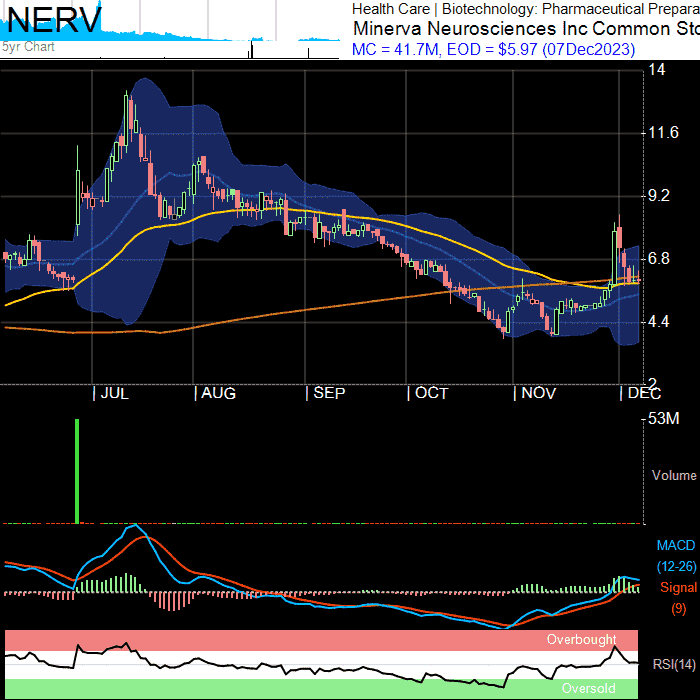 NERV
5yr Chart
Health Care | Biotechnology: Pharmaceutical Prepara
Minerva Neurosciences Inc Common Sto
MC = 41.7M, EOD = $5.97 (07Dec2023)
14
11.6
9.2
6.8
4.4
2
JUL AUG SEP OCT NOV DEC
53M
Volume
MACD
(12-26)
Signal
(9)
Overbought
RSI(14)
Oversold